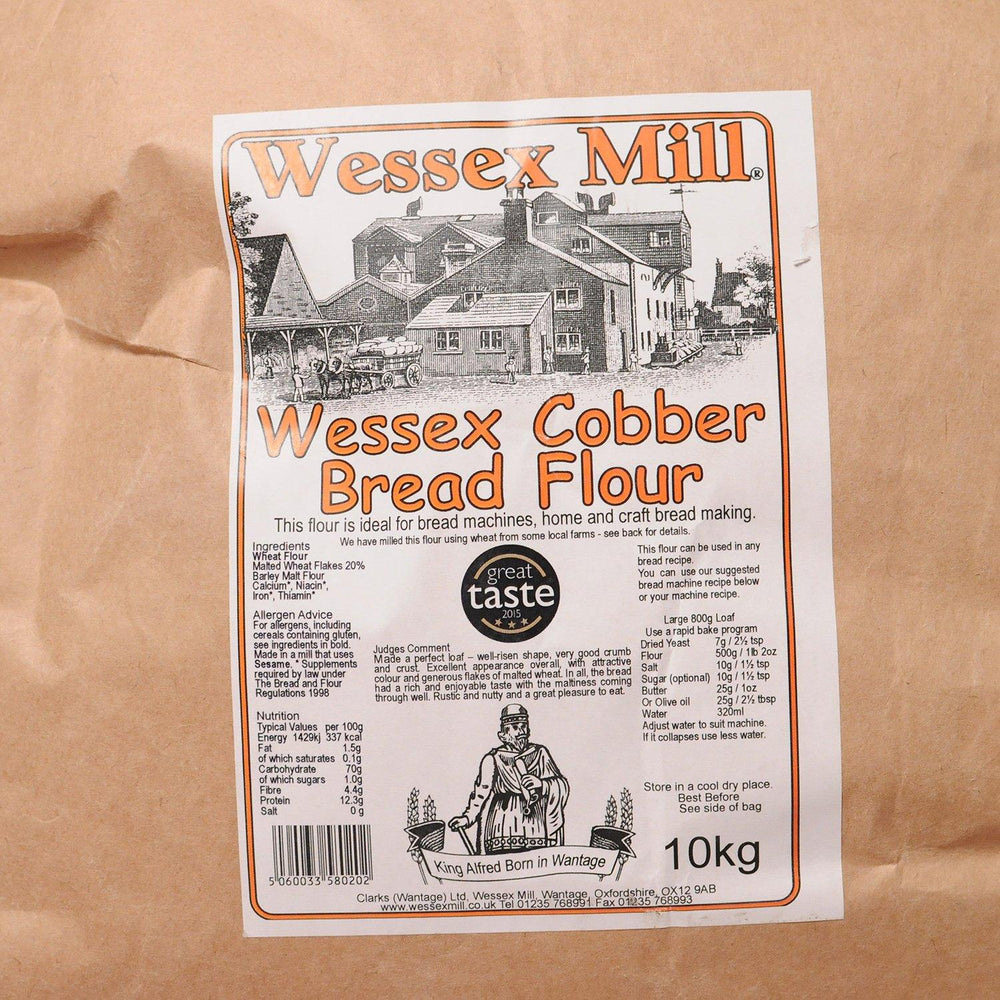 Wessex Mill®
Wessex Cobber
Bread Flour
This flour is ideal for bread machines, home and craft bread making.
We have milled this flour using wheat from some local farms - see back for details.
Ingredients
Wheat Flour
Malted Wheat Flakes 20%
Barley Malt Flour
Calcium*, Niacin*,
Iron*, Thiamin*
Allergen Advice
For allergens, including
cereals containing gluten,
see ingredients in bold.
Made in a mill that uses
Sesame. * Supplements
required by law under
The Bread and Flour
Regulations 1998
Nutrition
Typical Values per 100g
Energy 1429kj 337 kcal
Fat 1.5g
of which saturates 0.1g
Carbohydrate 70g
of which sugars 1.0g
Fibre 4.4g
Protein 12.3g
Salt 0 g
5 060033 580202
great
taste
2015
Judges Comment
Made a perfect loaf – well-risen shape, very good crumb
and crust. Excellent appearance overall, with attractive
colour and generous flakes of malted wheat. In all, the bread
had a rich and enjoyable taste with the maltiness coming
through well. Rustic and nutty and a great pleasure to eat.
King Alfred Born in Wantage
This flour can be used in any
bread recipe.
You can use our suggested
bread machine recipe below
or your machine recipe.
Large 800g Loaf
Use a rapid bake program
Dried Yeast 7g / 2½ tsp
Flour 500g / 1lb 2oz
Salt 10g / 1½ tsp
Sugar (optional) 10g / 1½ tsp
Butter 25g / 1oz
Or Olive oil 25g / 2½ tbsp
Water 320ml
Adjust water to suit machine.
If it collapses use less water.
Store in a cool dry place.
Best Before
See side of bag
10kg
Clarks (Wantage) Ltd, Wessex Mill, Wantage, Oxfordshire, OX12 9AB
www.wessexmill.co.uk Tel 01235 768991 Fax 01235 768993